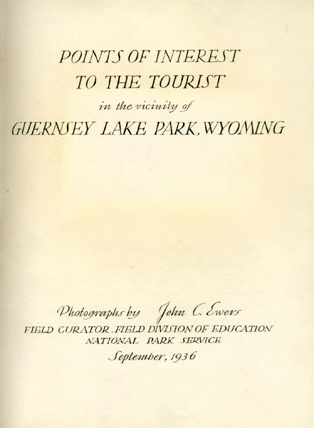 POINTS OF INTEREST
TO THE TOURIST
in the vicinity of
GUERNSEY LAKE PARK, WYOMING
Photographs by John C. Ewers
FIELD CURATOR. FIELD DIVISION OF EDUCATION
NATIONAL PARK SERVICE
September, 1936